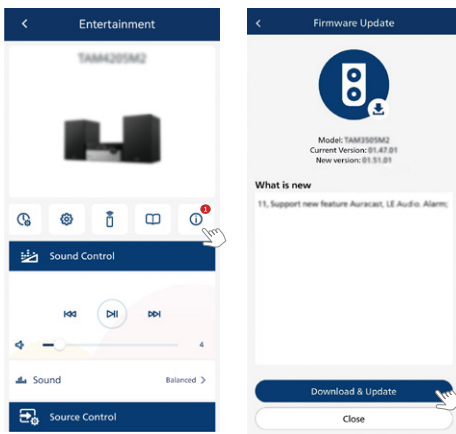 Entertainment
TAM4205M2
1
Sound Control
4
Sound
Balanced
Source Control
Firmware Update
Model: TAM3505M2
Current Version: 01.47.01
New version: 01.51.01
What is new
11, Support new feature Auracast, LE Audio. Alarm;
Download & Update
Close